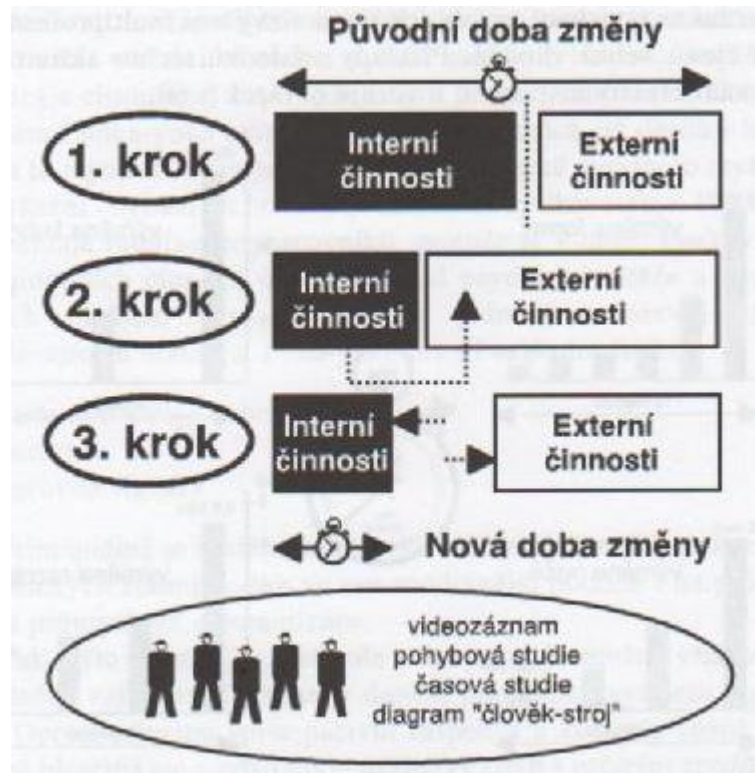 Původní doba změny
1. krok
Interní
činnosti
Externí
činnosti
2. krok
Interní
činnosti
Externí
činnosti
3. krok
Interní
činnosti
Externí
činnosti
Nová doba změny
videozáznam
pohybová studie
časová studie
diagram "člověk-stroj"